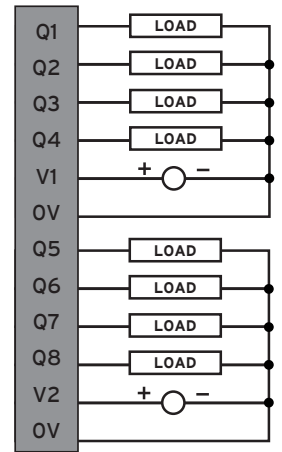 Q1 LOAD
Q2 LOAD
Q3 LOAD
Q4 LOAD
V1 + −
0V
Q5 LOAD
Q6 LOAD
Q7 LOAD
Q8 LOAD
V2 + −
0V